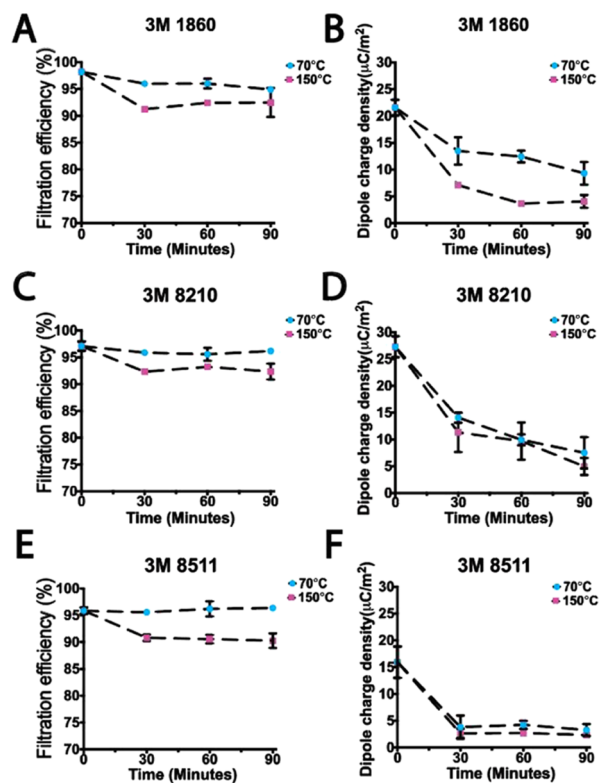 A
3M 1860
Filtration efficiency (%)
100
95
90
85
80
75
70
0
30
60
90
Time (Minutes)
70°C
150°C
B
3M 1860
Dipole charge density(μC/m²)
30
25
20
15
10
5
0
0
30
60
90
Time (Minutes)
70°C
150°C
C
3M 8210
Filtration efficiency (%)
100
95
90
85
80
75
70
0
30
60
90
Time (Minutes)
70°C
150°C
D
3M 8210
Dipole charge density(μC/m²)
30
25
20
15
10
5
0
0
30
60
90
Time (Minutes)
70°C
150°C
E
3M 8511
Filtration efficiency (%)
100
95
90
85
80
75
70
0
30
60
90
Time (Minutes)
70°C
150°C
F
3M 8511
Dipole charge density(μC/m²)
30
25
20
15
10
5
0
0
30
60
90
Time (Minutes)
70°C
150°C